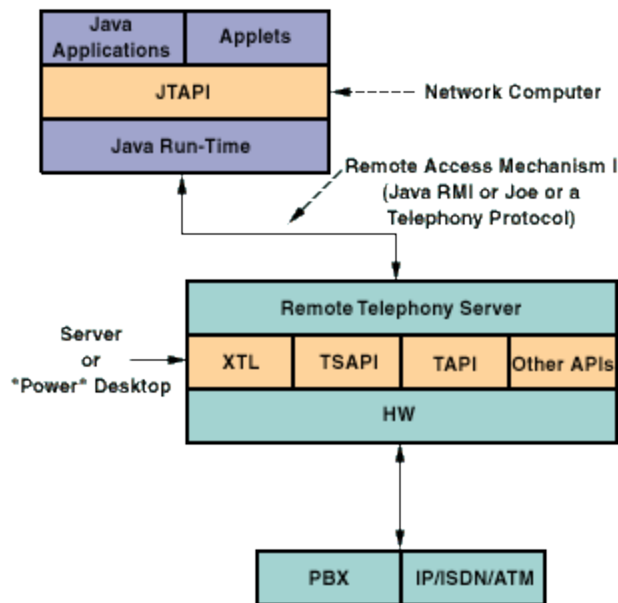 Java
Applications
Applets
JTAPI
Network Computer
Java Run-Time
Remote Access Mechanism I
(Java RMI or Joe or a
Telephony Protocol)
Remote Telephony Server
Server
or
"Power" Desktop
XTL
TSAPI
TAPI
Other APIs
HW
PBX
IP/ISDN/ATM